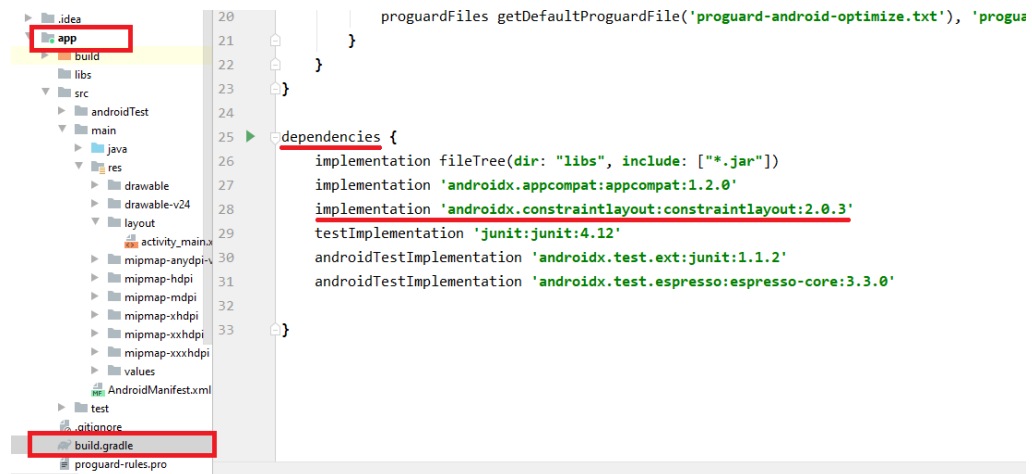 .idea
app
build
libs
src
androidTest
main
java
res
drawable
drawable-v24
layout
activity_main.x
mipmap-anydpi-v
mipmap-hdpi
mipmap-mdpi
mipmap-xhdpi
mipmap-xxhdpi
mipmap-xxxhdpi
values
AndroidManifest.xml
test
.gitignore
build.gradle
proguard-rules.pro
20 proguardFiles getDefaultProguardFile('proguard-android-optimize.txt'), 'progua
21 }
22 }
23 }
24
25 dependencies {
26 implementation fileTree(dir: "libs", include: ["*.jar"])
27 implementation 'androidx.appcompat:appcompat:1.2.0'
28 implementation 'androidx.constraintlayout:constraintlayout:2.0.3'
29 testImplementation 'junit:junit:4.12'
30 androidTestImplementation 'androidx.test.ext:junit:1.1.2'
31 androidTestImplementation 'androidx.test.espresso:espresso-core:3.3.0'
32
33 }